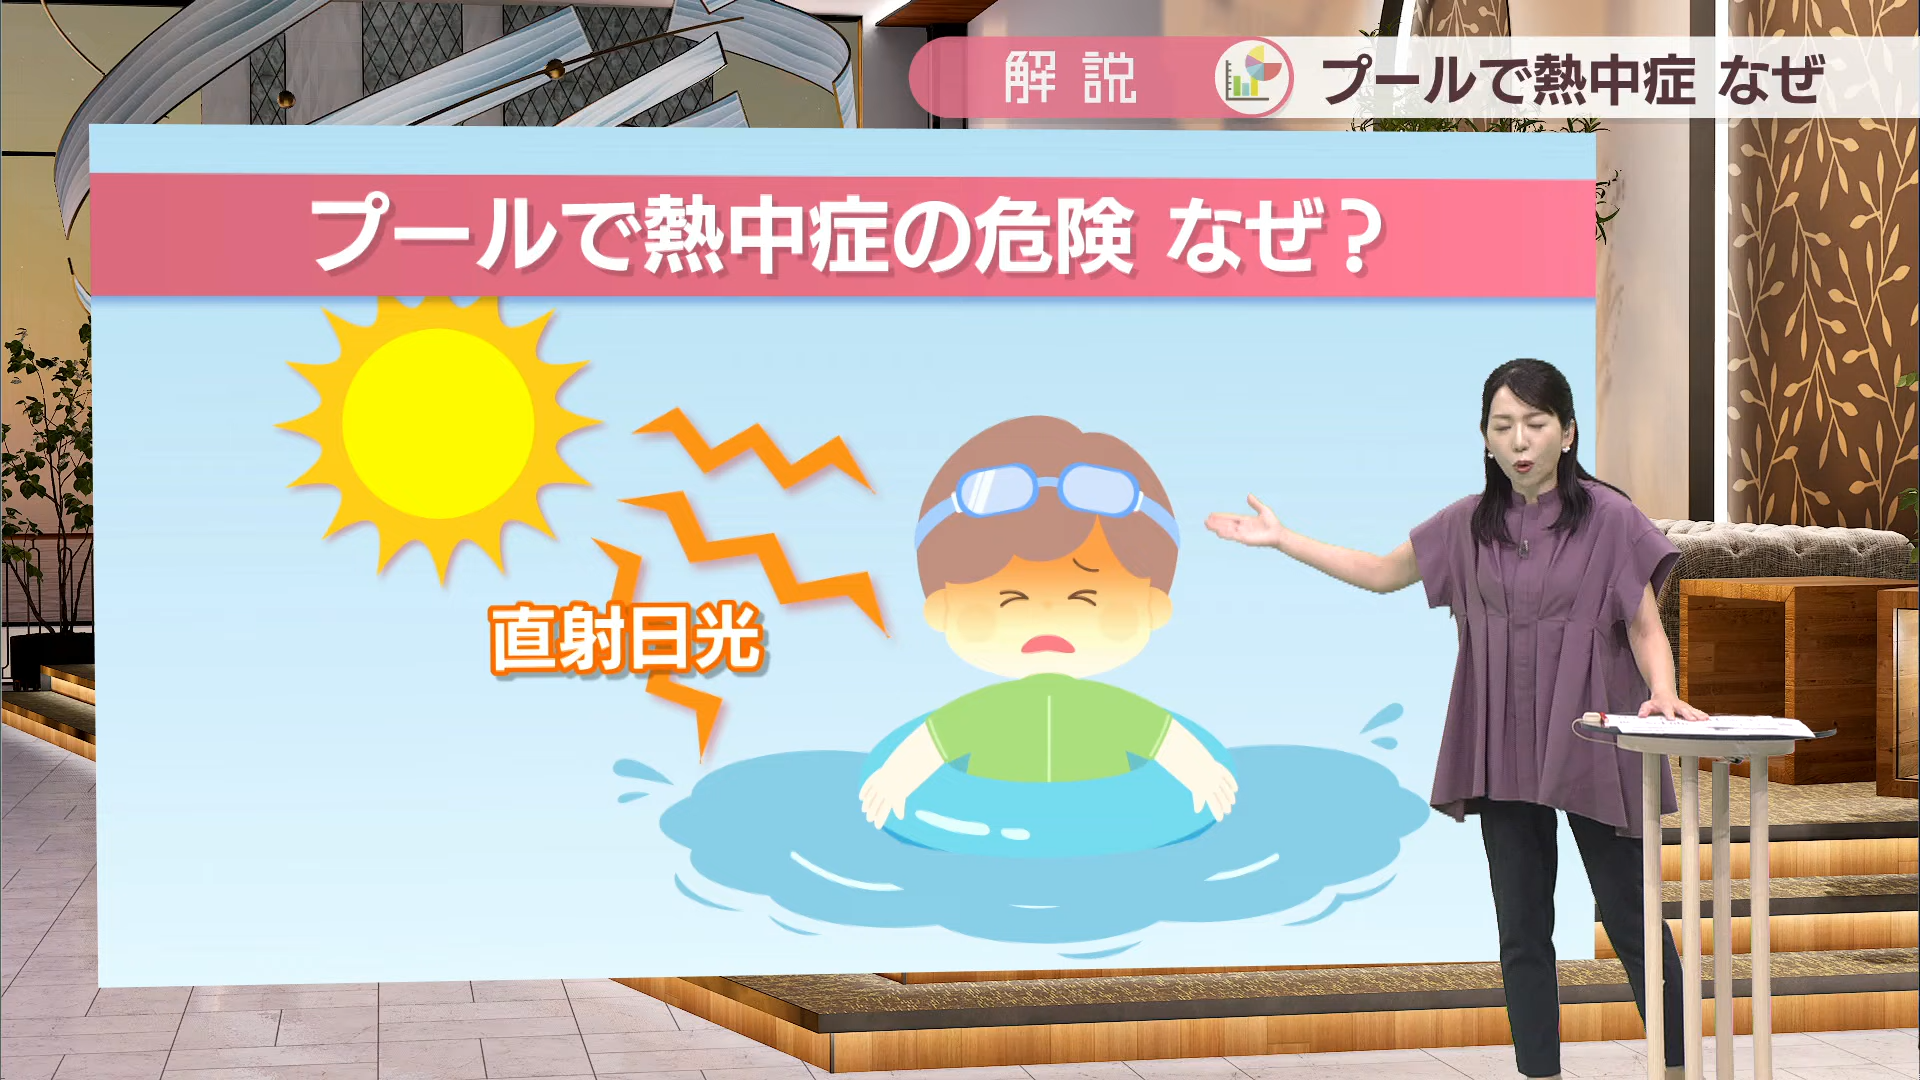 解説
プールで熱中症 なぜ
プールで熱中症の危険 なぜ？
直射日光